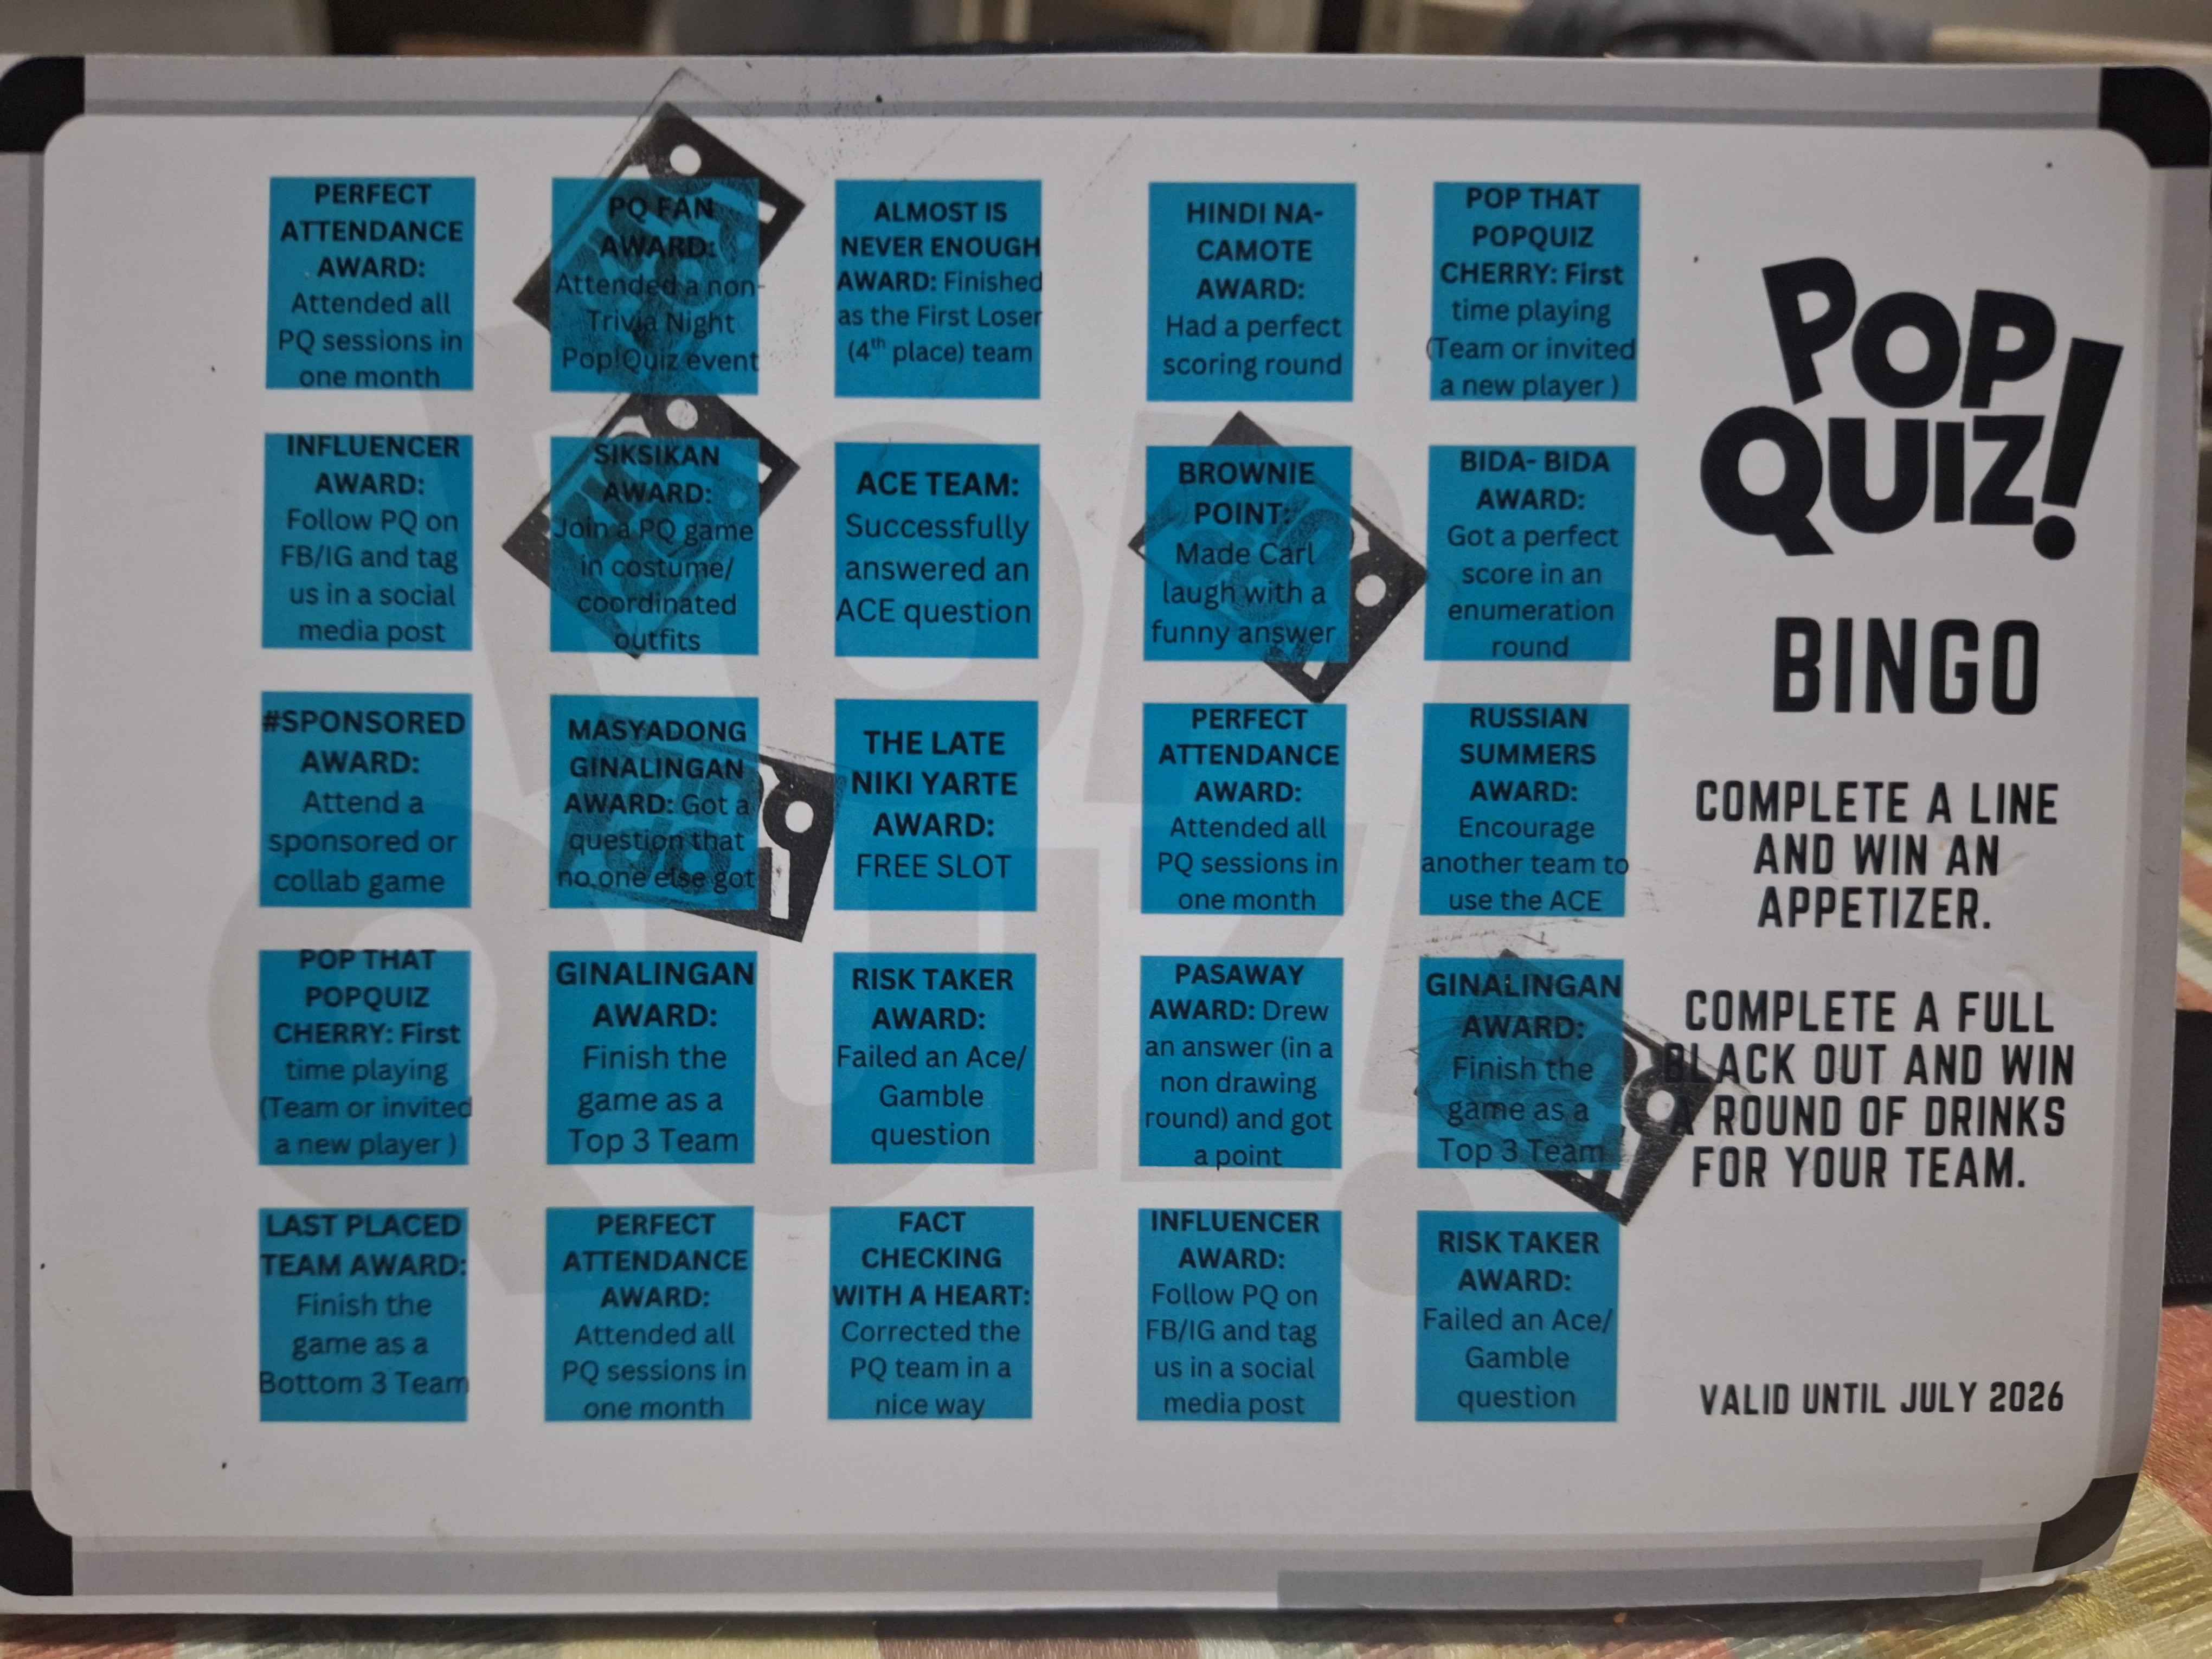 PERFECT
ATTENDANCE
AWARD:
Attended all
PQ sessions in
one month
PQ FAN
AWARD:
Attended a non-
Trivia Night
Pop!Quiz event
ALMOST IS
NEVER ENOUGH
AWARD: Finished
as the First Loser
(4th place) team
HINDI NA-
CAMOTE
AWARD:
Had a perfect
scoring round
POP THAT
POPQUIZ
CHERRY: First
time playing
(Team or invited
a new player )
INFLUENCER
AWARD:
Follow PQ on
FB/IG and tag
us in a social
media post
SIKSIKAN
AWARD:
Join a PQ game
in costume/
coordinated
outfits
ACE TEAM:
Successfully
answered an
ACE question
BROWNIE
POINT:
Made Carl
laugh with a
funny answer
BIDA- BIDA
AWARD:
Got a perfect
score in an
enumeration
round
#SPONSORED
AWARD:
Attend a
sponsored or
collab game
MASYADONG
GINALINGAN
AWARD: Got a
question that
no one else got
THE LATE
NIKI YARTE
AWARD:
FREE SLOT
PERFECT
ATTENDANCE
AWARD:
Attended all
PQ sessions in
one month
RUSSIAN
SUMMERS
AWARD:
Encourage
another team to
use the ACE
POP THAT
POPQUIZ
CHERRY: First
time playing
(Team or invited
a new player )
GINALINGAN
AWARD:
Finish the
game as a
Top 3 Team
RISK TAKER
AWARD:
Failed an Ace/
Gamble
question
PASAWAY
AWARD: Drew
an answer (in a
non drawing
round) and got
a point
GINALINGAN
AWARD:
Finish the
game as a
Top 3 Team
LAST PLACED
TEAM AWARD:
Finish the
game as a
Bottom 3 Team
PERFECT
ATTENDANCE
AWARD:
Attended all
PQ sessions in
one month
FACT
CHECKING
WITH A HEART:
Corrected the
PQ team in a
nice way
INFLUENCER
AWARD:
Follow PQ on
FB/IG and tag
us in a social
media post
RISK TAKER
AWARD:
Failed an Ace/
Gamble
question
POP
QUIZ!
BINGO
COMPLETE A LINE
AND WIN AN
APPETIZER.
COMPLETE A FULL
BLACK OUT AND WIN
A ROUND OF DRINKS
FOR YOUR TEAM.
VALID UNTIL JULY 2026